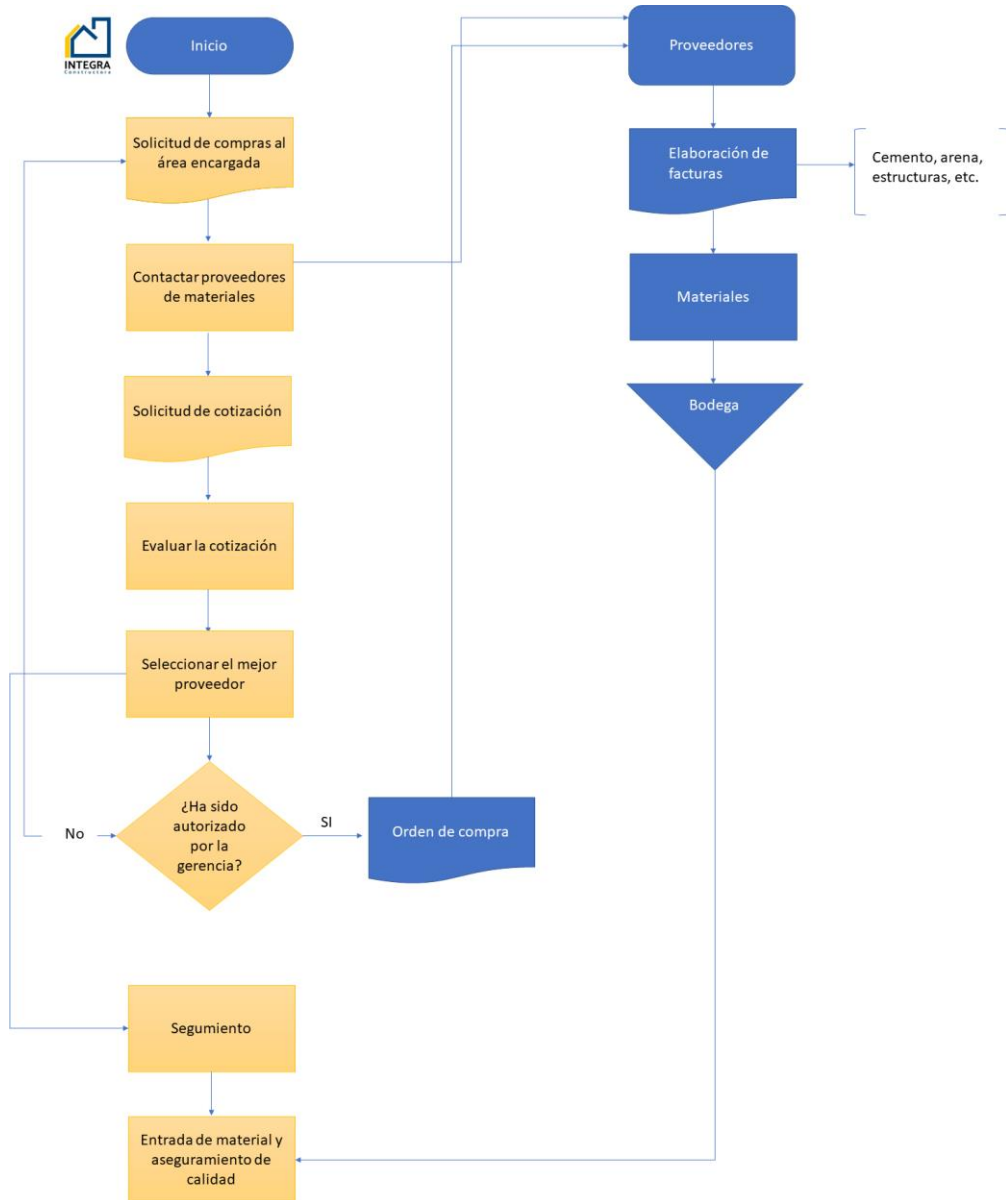 INTEGRA
Constructora
Inicio
Solicitud de compras al
área encargada
Contactar proveedores
de materiales
Solicitud de cotización
Evaluar la cotización
Seleccionar el mejor
proveedor
¿Ha sido
autorizado
por la
gerencia?
No
SI
Orden de compra
Segumiento
Entrada de material y
aseguramiento de
calidad
Proveedores
Elaboración de
facturas
Cemento, arena,
estructuras, etc.
Materiales
Bodega